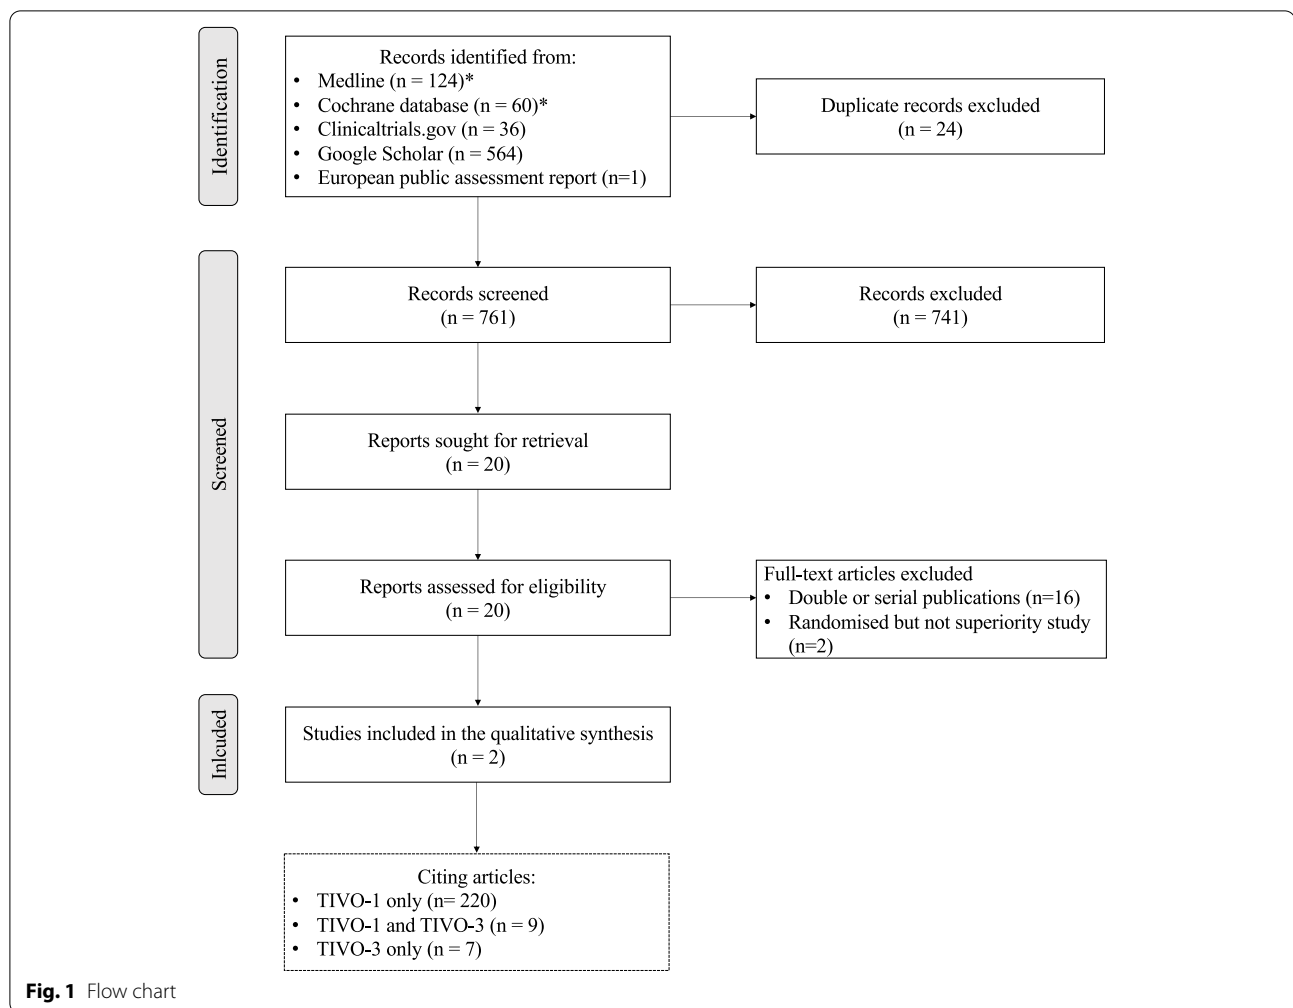 Identification
Records identified from:
• Medline (n = 124)*
• Cochrane database (n = 60)*
• Clinicaltrials.gov (n = 36)
• Google Scholar (n = 564)
• European public assessment report (n=1)
Duplicate records excluded
(n = 24)
Screened
Records screened
(n = 761)
Records excluded
(n = 741)
Reports sought for retrieval
(n = 20)
Reports assessed for eligibility
(n = 20)
Full-text articles excluded
• Double or serial publications (n=16)
• Randomised but not superiority study
(n=2)
Inlcuded
Studies included in the qualitative synthesis
(n = 2)
Citing articles:
• TIVO-1 only (n= 220)
• TIVO-1 and TIVO-3 (n = 9)
• TIVO-3 only (n = 7)
Fig. 1 Flow chart